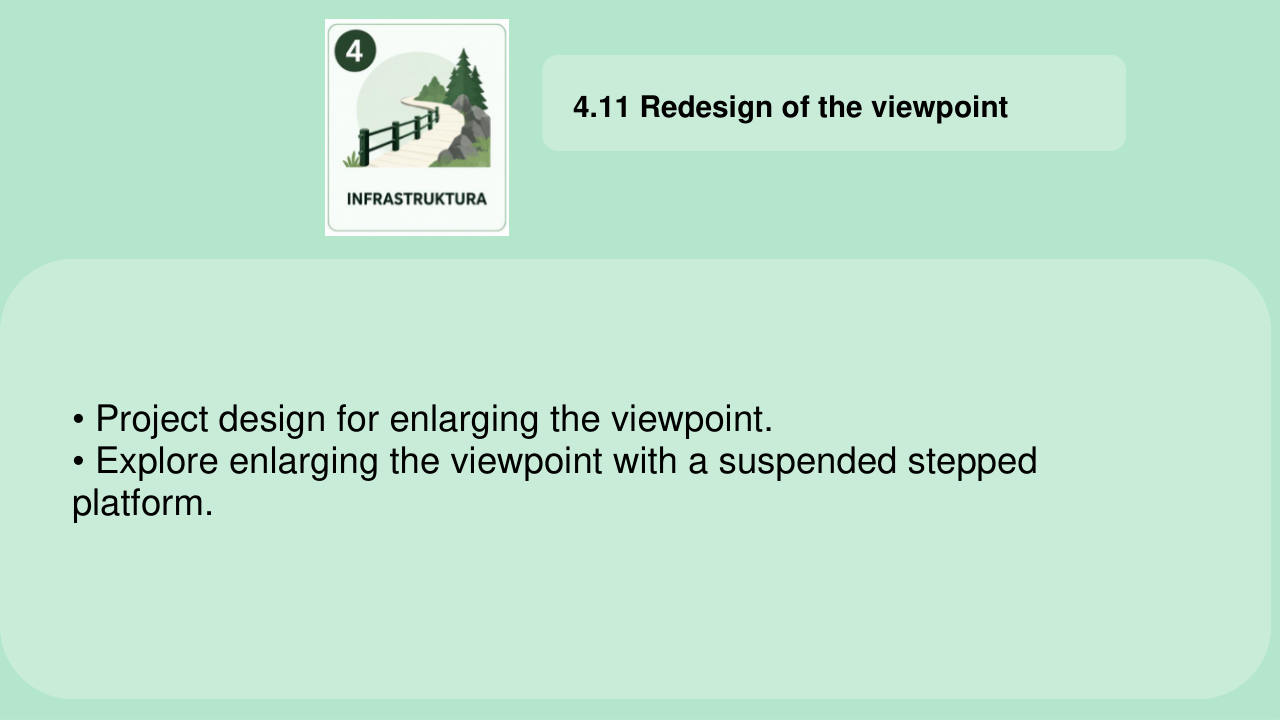 4
INFRASTRUKTURA
4.11 Redesign of the viewpoint
• Project design for enlarging the viewpoint.
• Explore enlarging the viewpoint with a suspended stepped
platform.